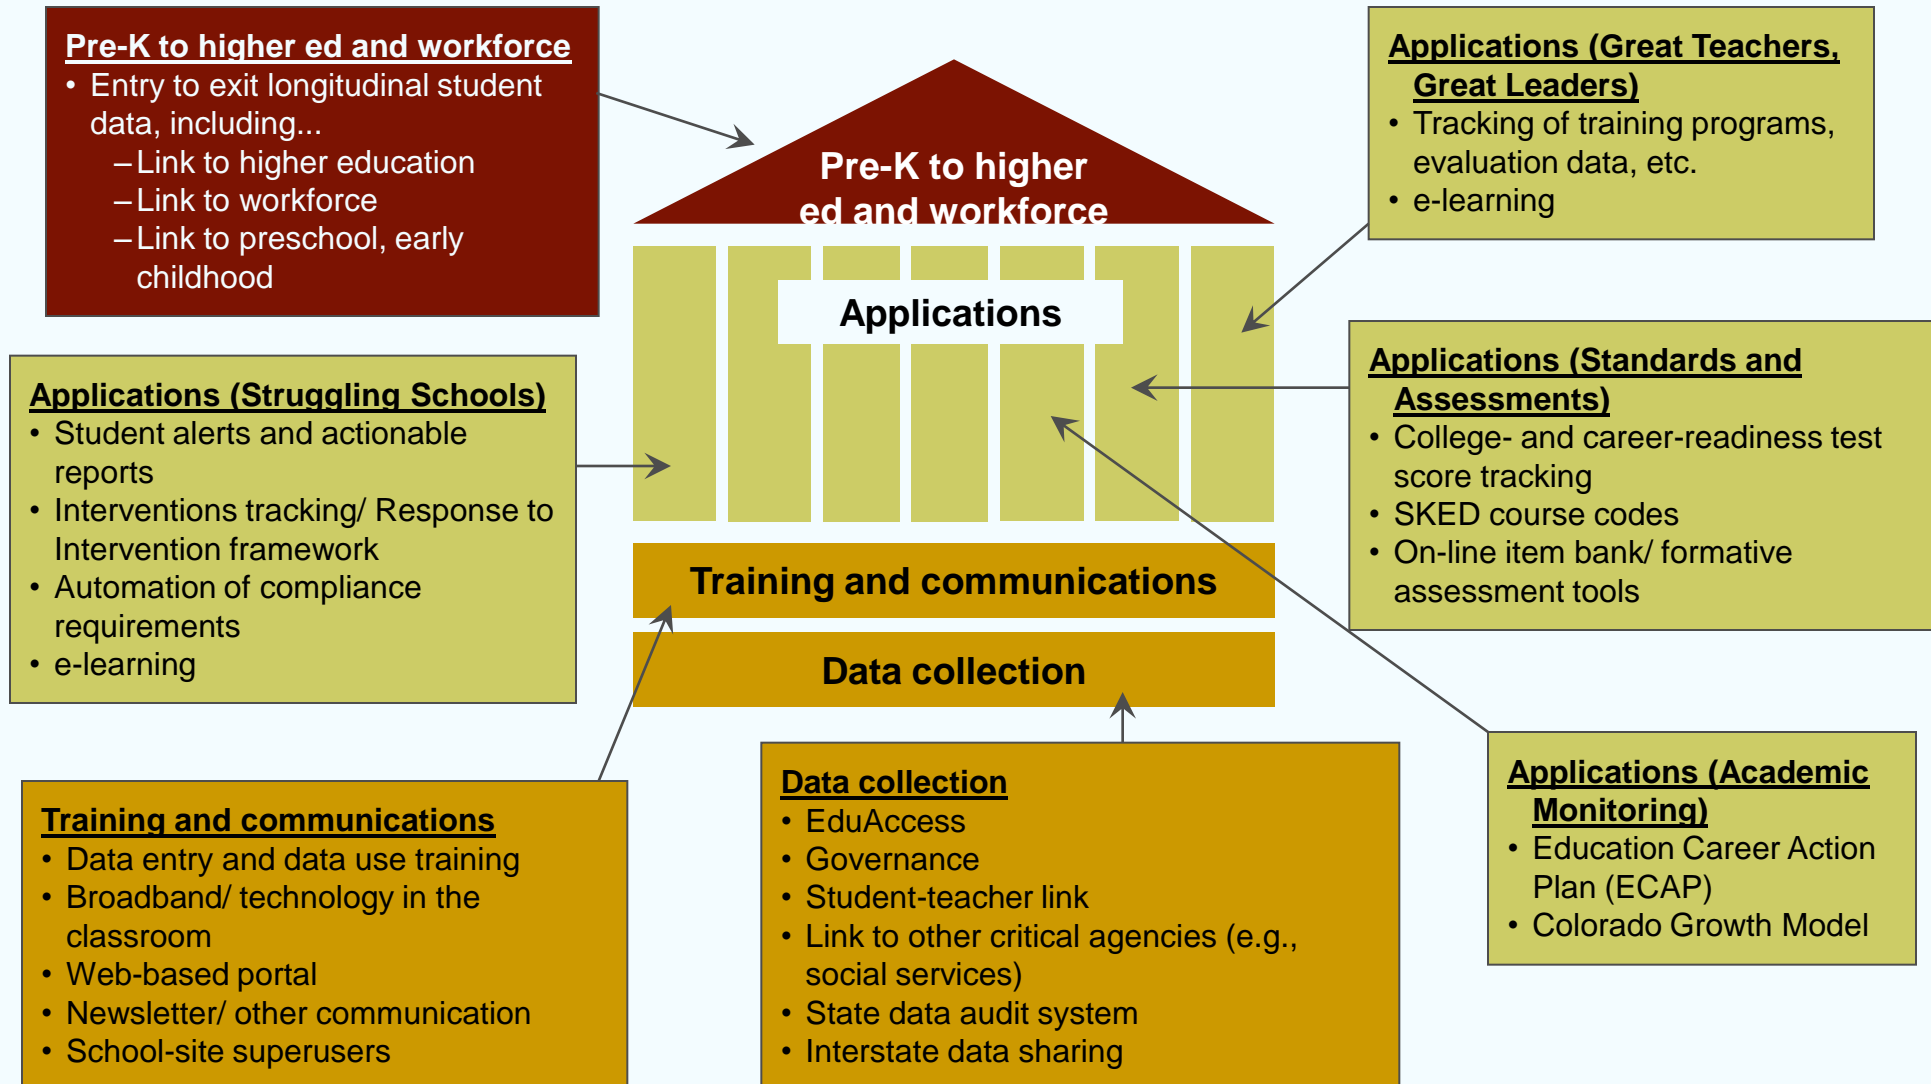 Pre-K to higher ed and workforce
• Entry to exit longitudinal student
data, including...
– Link to higher education
– Link to workforce
– Link to preschool, early
childhood
Pre-K to higher
ed and workforce
Applications (Great Teachers,
Great Leaders)
• Tracking of training programs,
evaluation data, etc.
• e-learning
Applications
Applications (Struggling Schools)
• Student alerts and actionable
reports
• Interventions tracking/ Response to
Intervention framework
• Automation of compliance
requirements
• e-learning
Applications (Standards and
Assessments)
• College- and career-readiness test
score tracking
• SKED course codes
• On-line item bank/ formative
assessment tools
Training and communications
Data collection
Training and communications
• Data entry and data use training
• Broadband/ technology in the
classroom
• Web-based portal
• Newsletter/ other communication
• School-site superusers
Data collection
• EduAccess
• Governance
• Student-teacher link
• Link to other critical agencies (e.g.,
social services)
• State data audit system
• Interstate data sharing
Applications (Academic
Monitoring)
• Education Career Action
Plan (ECAP)
• Colorado Growth Model